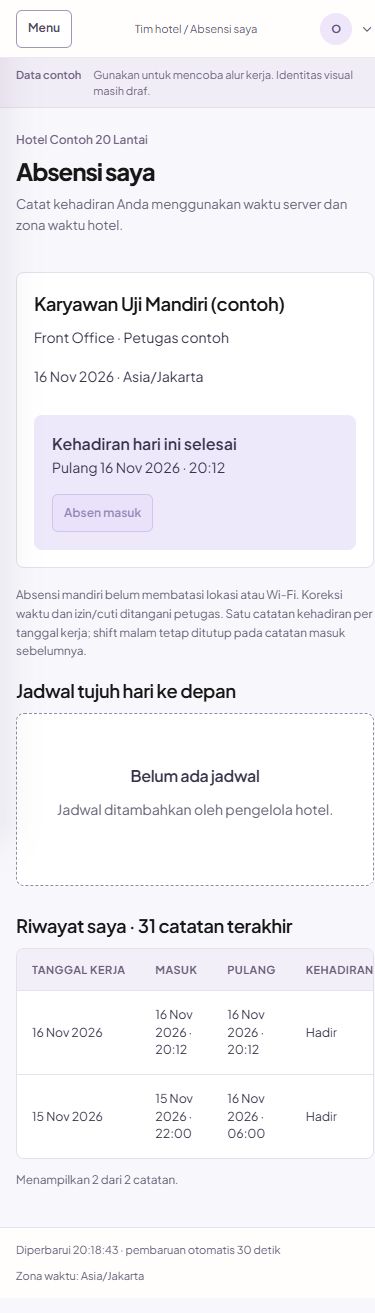 Menu
Tim hotel / Absensi saya
O
Data contoh
Gunakan untuk mencoba alur kerja. Identitas visual
masih draf.
Hotel Contoh 20 Lantai
Absensi saya
Catat kehadiran Anda menggunakan waktu server dan
zona waktu hotel.
Karyawan Uji Mandiri (contoh)
Front Office · Petugas contoh
16 Nov 2026 · Asia/Jakarta
Kehadiran hari ini selesai
Pulang 16 Nov 2026 · 20:12
Absen masuk
Absensi mandiri belum membatasi lokasi atau Wi-Fi. Koreksi
waktu dan izin/cuti ditangani petugas. Satu catatan kehadiran per
tanggal kerja; shift malam tetap ditutup pada catatan masuk
sebelumnya.
Jadwal tujuh hari ke depan
Belum ada jadwal
Jadwal ditambahkan oleh pengelola hotel.
Riwayat saya · 31 catatan terakhir
TANGGAL KERJA MASUK PULANG KEHADIRAN
16 Nov 2026
16 Nov
2026 ·
20:12
16 Nov
2026 ·
20:12
Hadir
15 Nov 2026
15 Nov
2026 ·
22:00
16 Nov
2026 ·
06:00
Hadir
Menampilkan 2 dari 2 catatan.
Diperbarui 20:18:43 · pembaruan otomatis 30 detik
Zona waktu: Asia/Jakarta